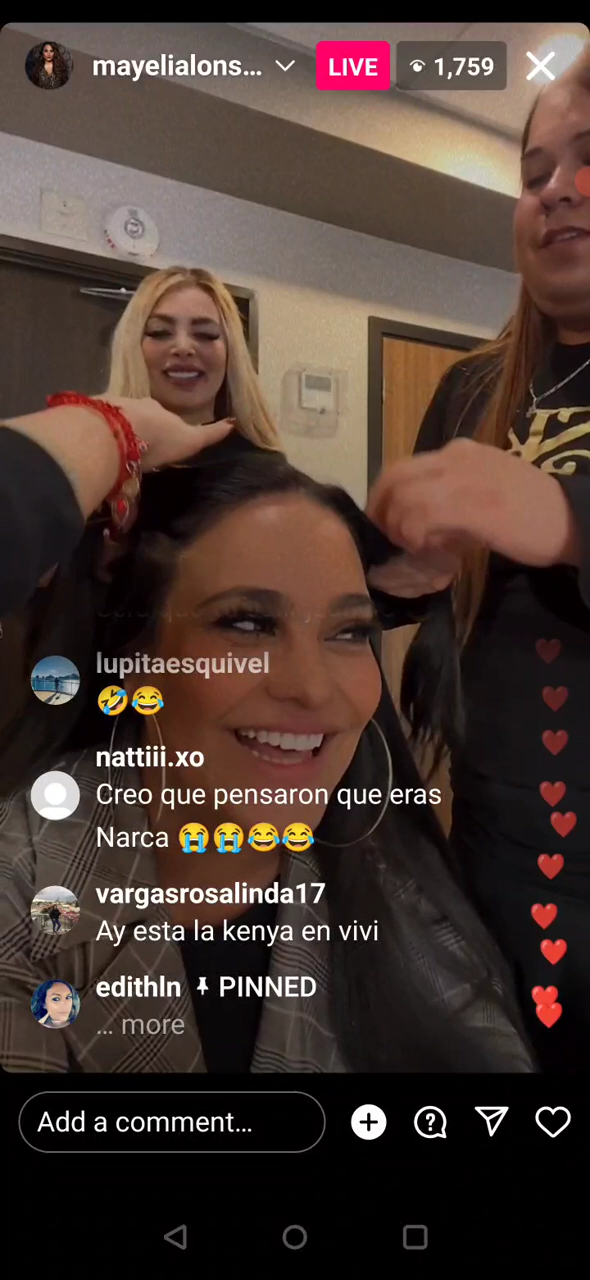 mayelialons...
LIVE
1,759
lupitaesquivel
🤣😂
nattiii.xo
Creo que pensaron que eras
Narca 😭😭😂😂
vargasrosalinda17
Ay esta la kenya en vivi
edithln PINNED
... more
Add a comment...